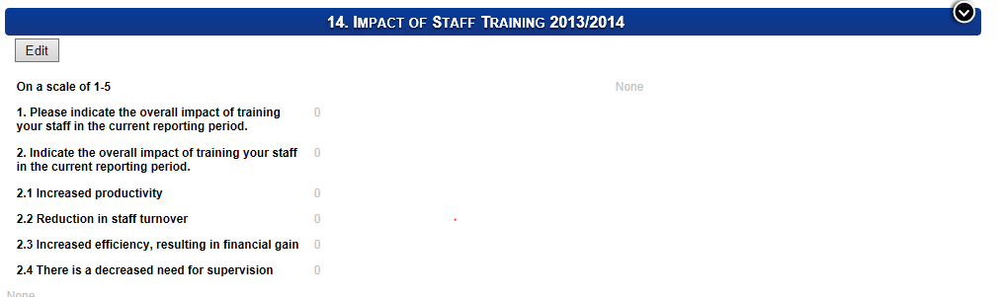 14. IMPACT OF STAFF TRAINING 2013/2014
Edit
On a scale of 1-5 None
1. Please indicate the overall impact of training 0
your staff in the current reporting period.
2. Indicate the overall impact of training your staff 0
in the current reporting period.
2.1 Increased productivity 0
2.2 Reduction in staff turnover 0
2.3 Increased efficiency, resulting in financial gain 0
2.4 There is a decreased need for supervision 0
None